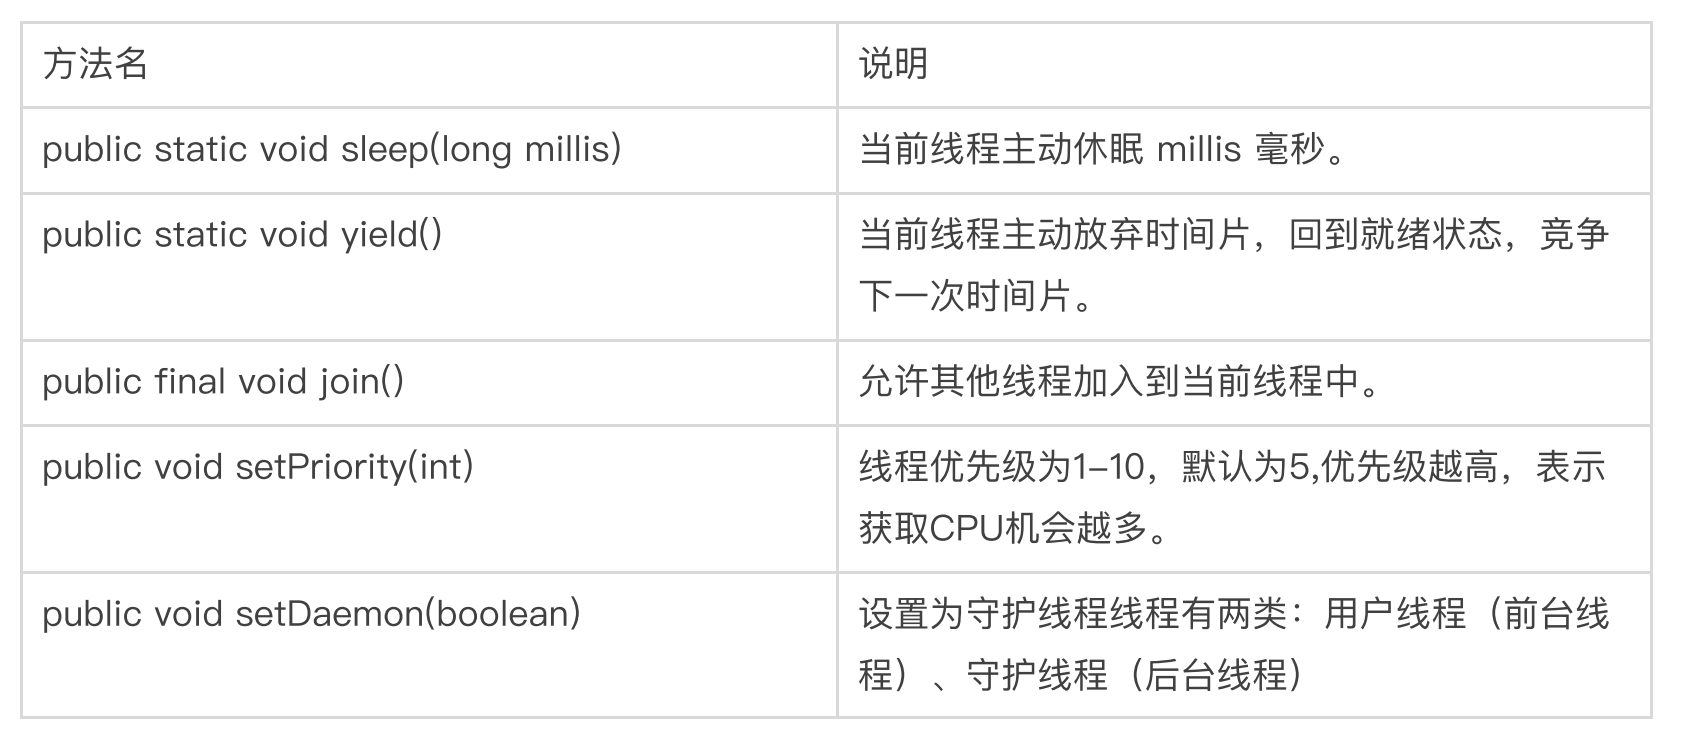 方法名
说明
public static void sleep(long millis)
当前线程主动休眠 millis 毫秒。
public static void yield()
当前线程主动放弃时间片，回到就绪状态，竞争
下一次时间片。
public final void join()
允许其他线程加入到当前线程中。
public void setPriority(int)
线程优先级为1–10，默认为5,优先级越高，表示
获取CPU机会越多。
public void setDaemon(boolean)
设置为守护线程线程有两类：用户线程（前台线
程）、守护线程（后台线程）